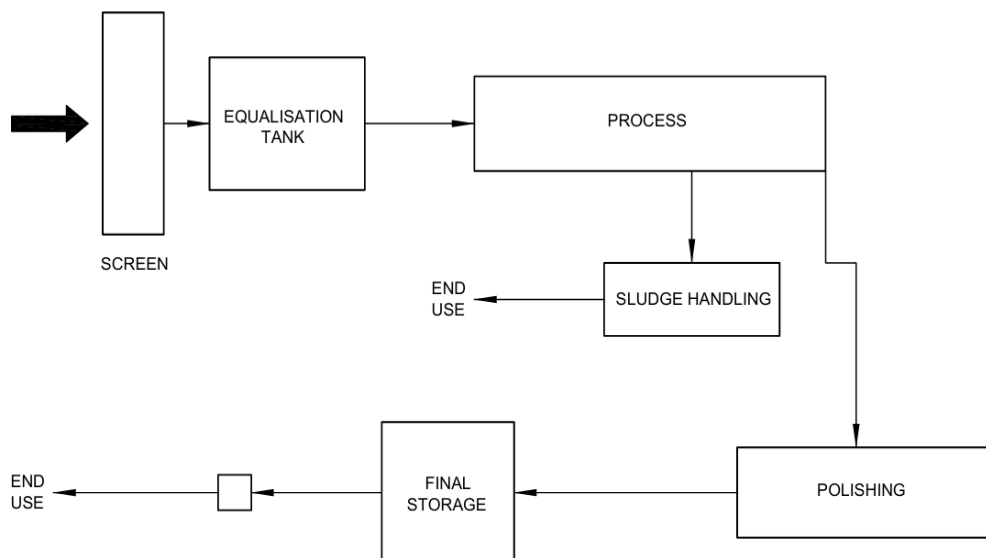 EQUALISATION
TANK
PROCESS
SCREEN
END
USE
SLUDGE HANDLING
END
USE
FINAL
STORAGE
POLISHING